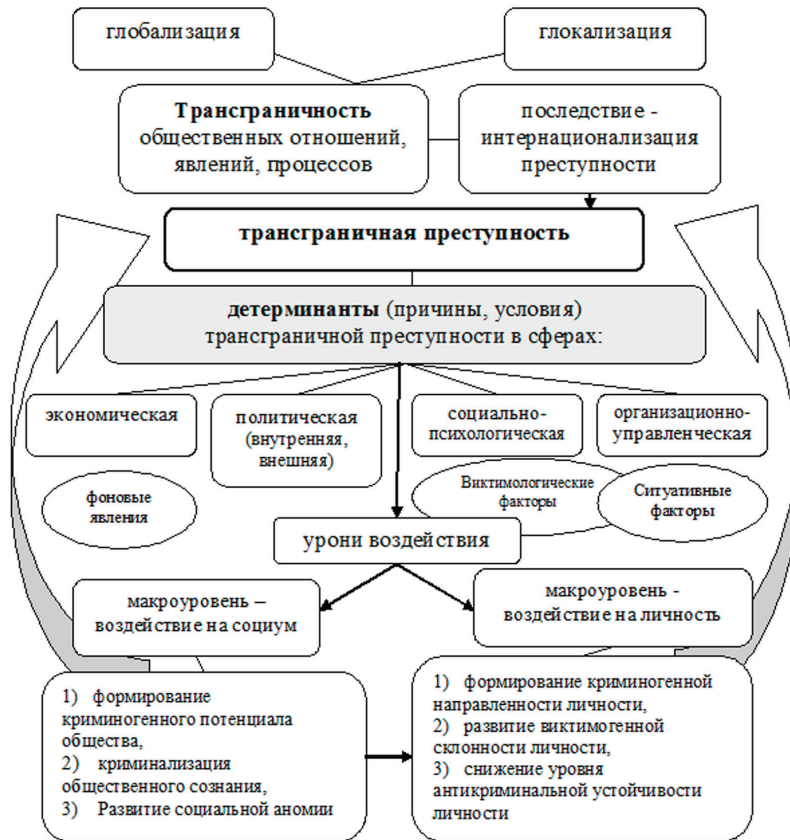 глобализация
глокализация
Трансграничность
общественных отношений,
явлений, процессов
последствие -
интернационализация
преступности
трансграничная преступность
детерминанты (причины, условия)
трансграничной преступности в сферах:
экономическая
политическая
(внутренняя,
внешняя)
социально-
психологическая
организационно-
управленческая
фоновые
явления
Виктимологические
факторы
Ситуативные
факторы
урони воздействия
макроуровень –
воздействие на социум
макроуровень -
воздействие на личность
1) формирование
криминогенного потенциала
общества,
2) криминализация
общественного сознания,
3) Развитие социальной аномии
1) формирование криминогенной
направленности личности,
2) развитие виктимогенной
склонности личности,
3) снижение уровня
антикриминальной устойчивости
личности